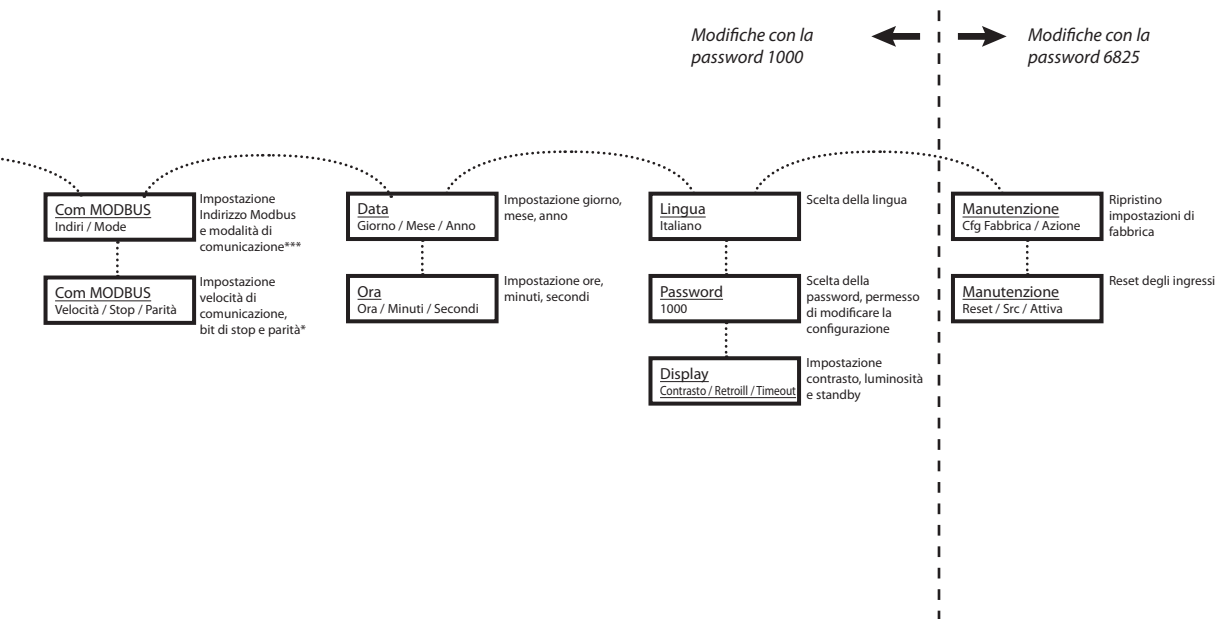 Modifiche con la
password 1000
Modifiche con la
password 6825
Com MODBUS
Indiri / Mode
Impostazione
Indirizzo Modbus
e modalità di
comunicazione***
Com MODBUS
Velocità / Stop / Parità
Impostazione
velocità di
comunicazione,
bit di stop e parità*
Data
Giorno / Mese / Anno
Impostazione giorno,
mese, anno
Ora
Ora / Minuti / Secondi
Impostazione ore,
minuti, secondi
Lingua
Italiano
Scelta della lingua
Password
1000
Scelta della
password, permesso
di modificare la
configurazione
Display
Contrasto / Retroill / Timeout
Impostazione
contrasto, luminosità
e standby
Manutenzione
Cfg Fabbrica / Azione
Ripristino
impostazioni di
fabbrica
Manutenzione
Reset / Src / Attiva
Reset degli ingressi